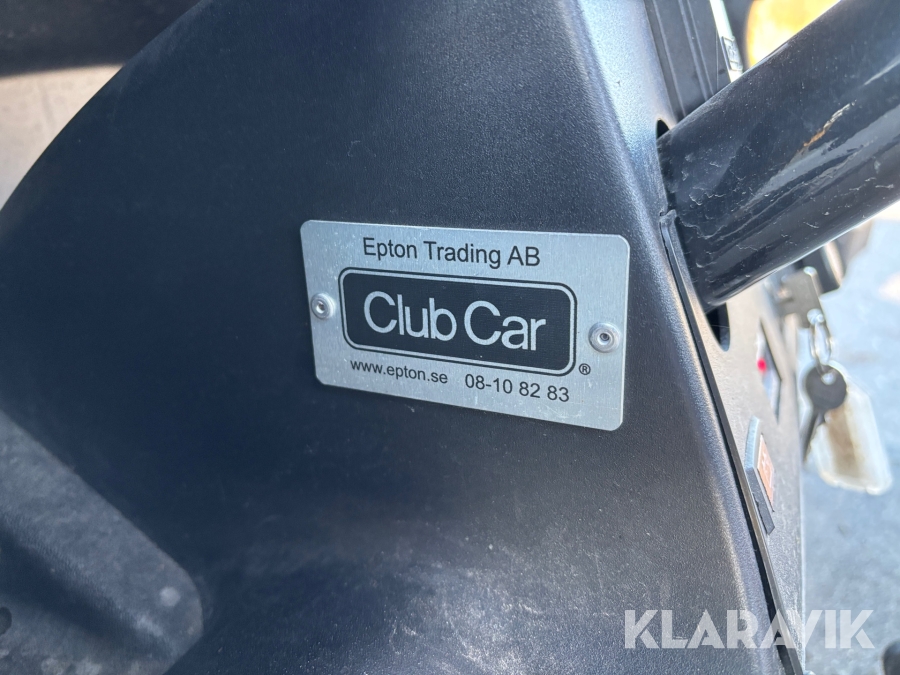 Epton Trading AB
Club Car
®
www.epton.se 08-10 82 83
KLARAVIK